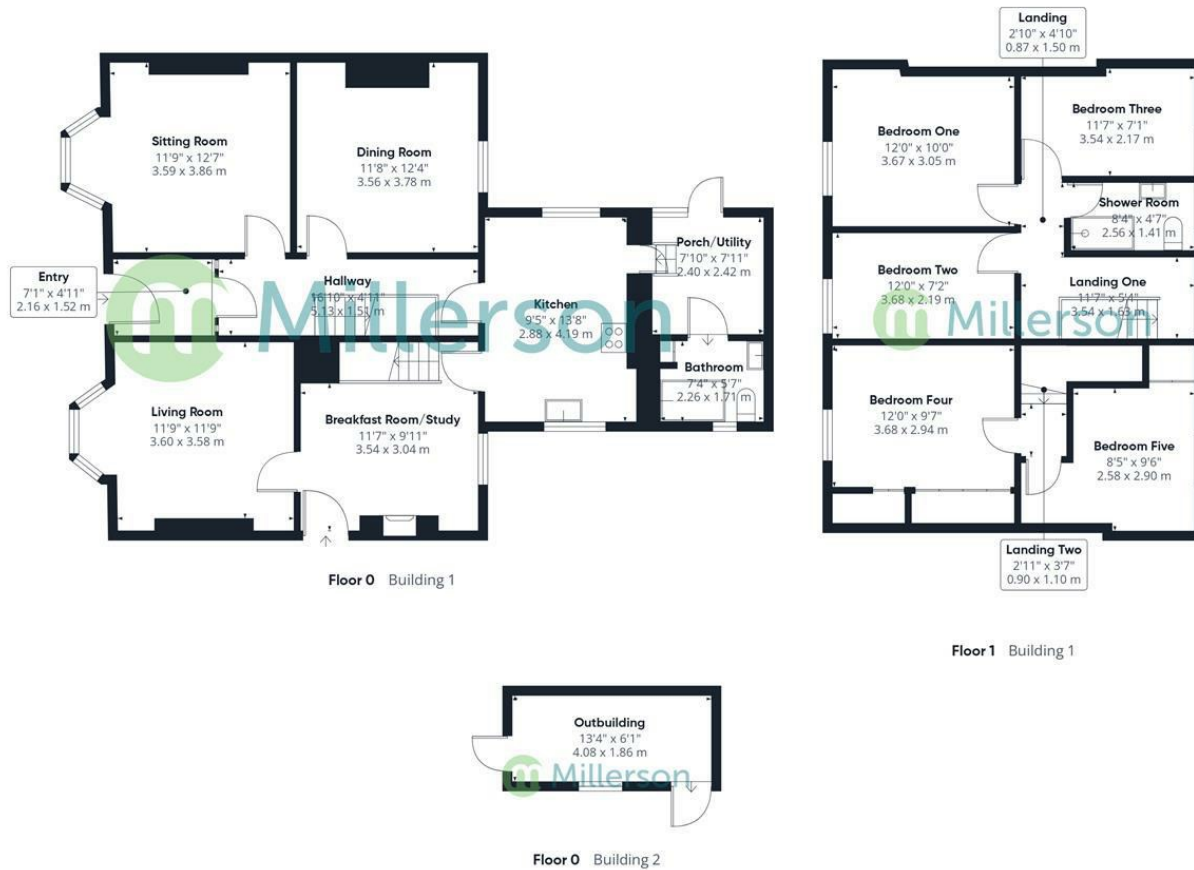 Sitting Room
11'9" x 12'7"
3.59 x 3.86 m
Dining Room
11'8" x 12'4"
3.56 x 3.78 m
Entry
7'1" x 4'11"
2.16 x 1.52 m
Hallway
16'10" x 4'11"
5.13 x 1.51 m
Kitchen
9'5" x 13'8"
2.88 x 4.19 m
Porch/Utility
7'10" x 7'11"
2.40 x 2.42 m
Bathroom
7'4" x 5'7"
2.26 x 1.71 m
Living Room
11'9" x 11'9"
3.60 x 3.58 m
Breakfast Room/Study
11'7" x 9'11"
3.54 x 3.04 m
m Millerson
Floor 0 Building 1
Landing
2'10" x 4'10"
0.87 x 1.50 m
Bedroom One
12'0" x 10'0"
3.67 x 3.05 m
Bedroom Three
11'7" x 7'1"
3.54 x 2.17 m
Shower Room
8'4" x 4'7"
2.56 x 1.41 m
Bedroom Two
12'0" x 7'2"
3.68 x 2.19 m
Landing One
11'7" x 5'4"
3.54 x 1.63 m
m Millerson
Bedroom Four
12'0" x 9'7"
3.68 x 2.94 m
Bedroom Five
8'5" x 9'6"
2.58 x 2.90 m
Landing Two
2'11" x 3'7"
0.90 x 1.10 m
Floor 1 Building 1
Outbuilding
13'4" x 6'1"
4.08 x 1.86 m
m Millerson
Floor 0 Building 2